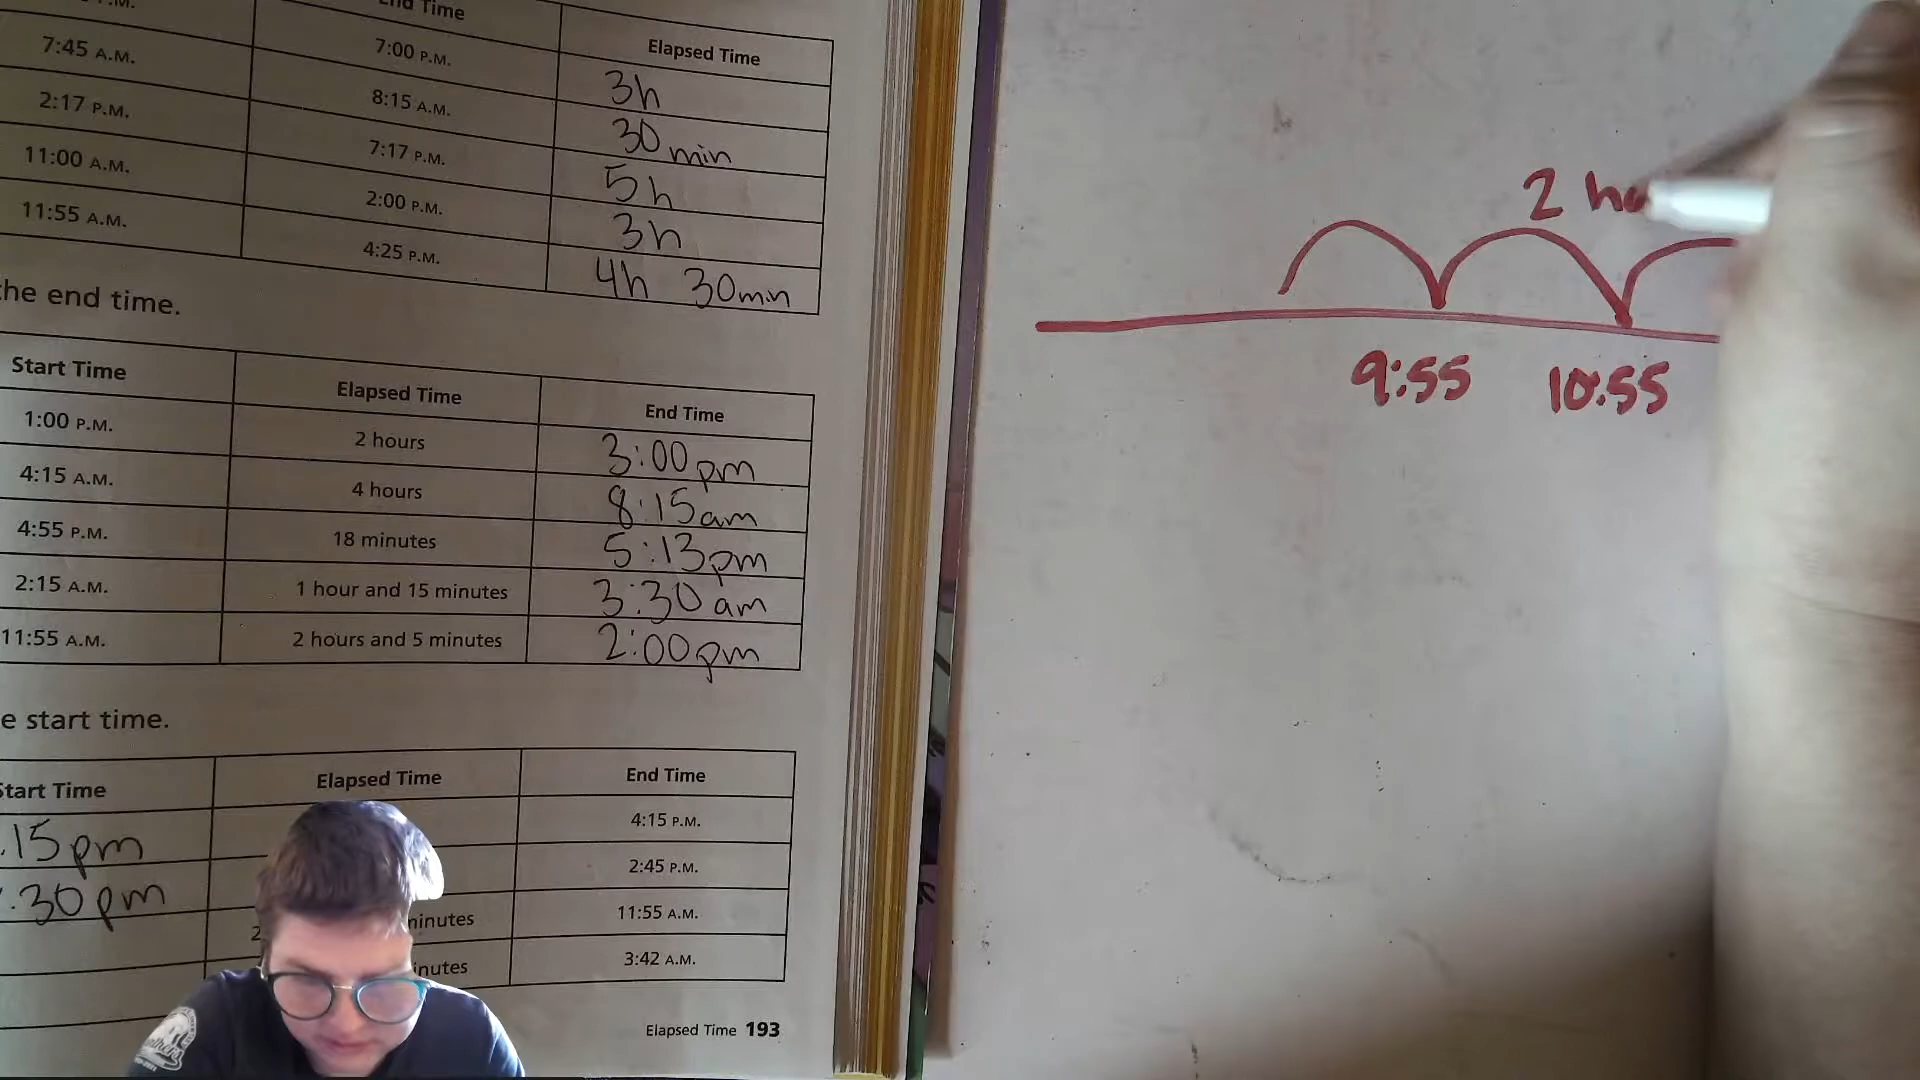 End Time
Elapsed Time
7:45 A.M. 7:00 P.M. 3h
2:17 P.M. 8:15 A.M. 30 min
11:00 A.M. 7:17 P.M. 5h
11:55 A.M. 2:00 P.M. 3h
4:25 P.M. 4h 30min
the end time.
Start Time Elapsed Time End Time
1:00 P.M. 2 hours 3:00 pm
4:15 A.M. 4 hours 8:15 am
4:55 P.M. 18 minutes 5:13 pm
2:15 A.M. 1 hour and 15 minutes 3:30 am
11:55 A.M. 2 hours and 5 minutes 2:00 pm
start time.
Start Time Elapsed Time End Time
15 pm 4:15 P.M.
30 pm 2:45 P.M.
2 minutes 11:55 A.M.
3:42 A.M.
Elapsed Time 193
2
9:55 10:55